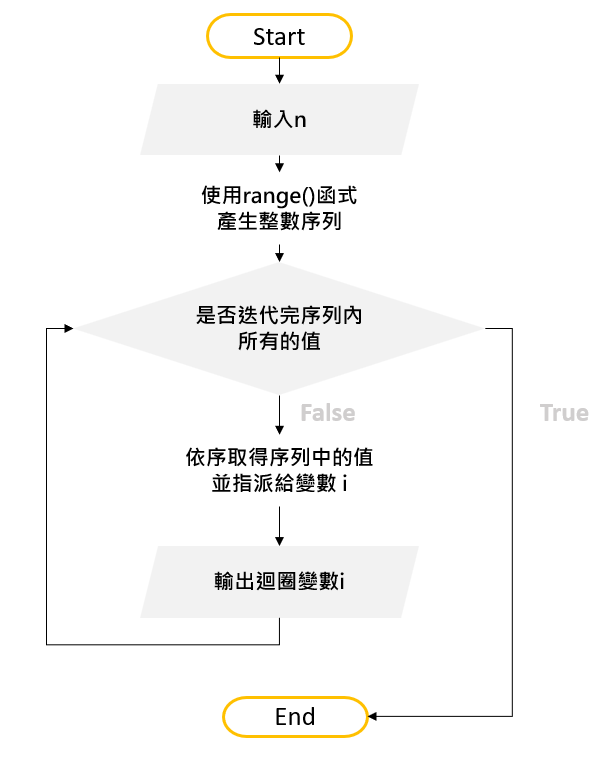 Start
輸入n
使用range()函式
產生整數序列
是否迭代完序列內
所有的值
False
True
依序取得序列中的值
並指派給變數 i
輸出迴圈變數i
End